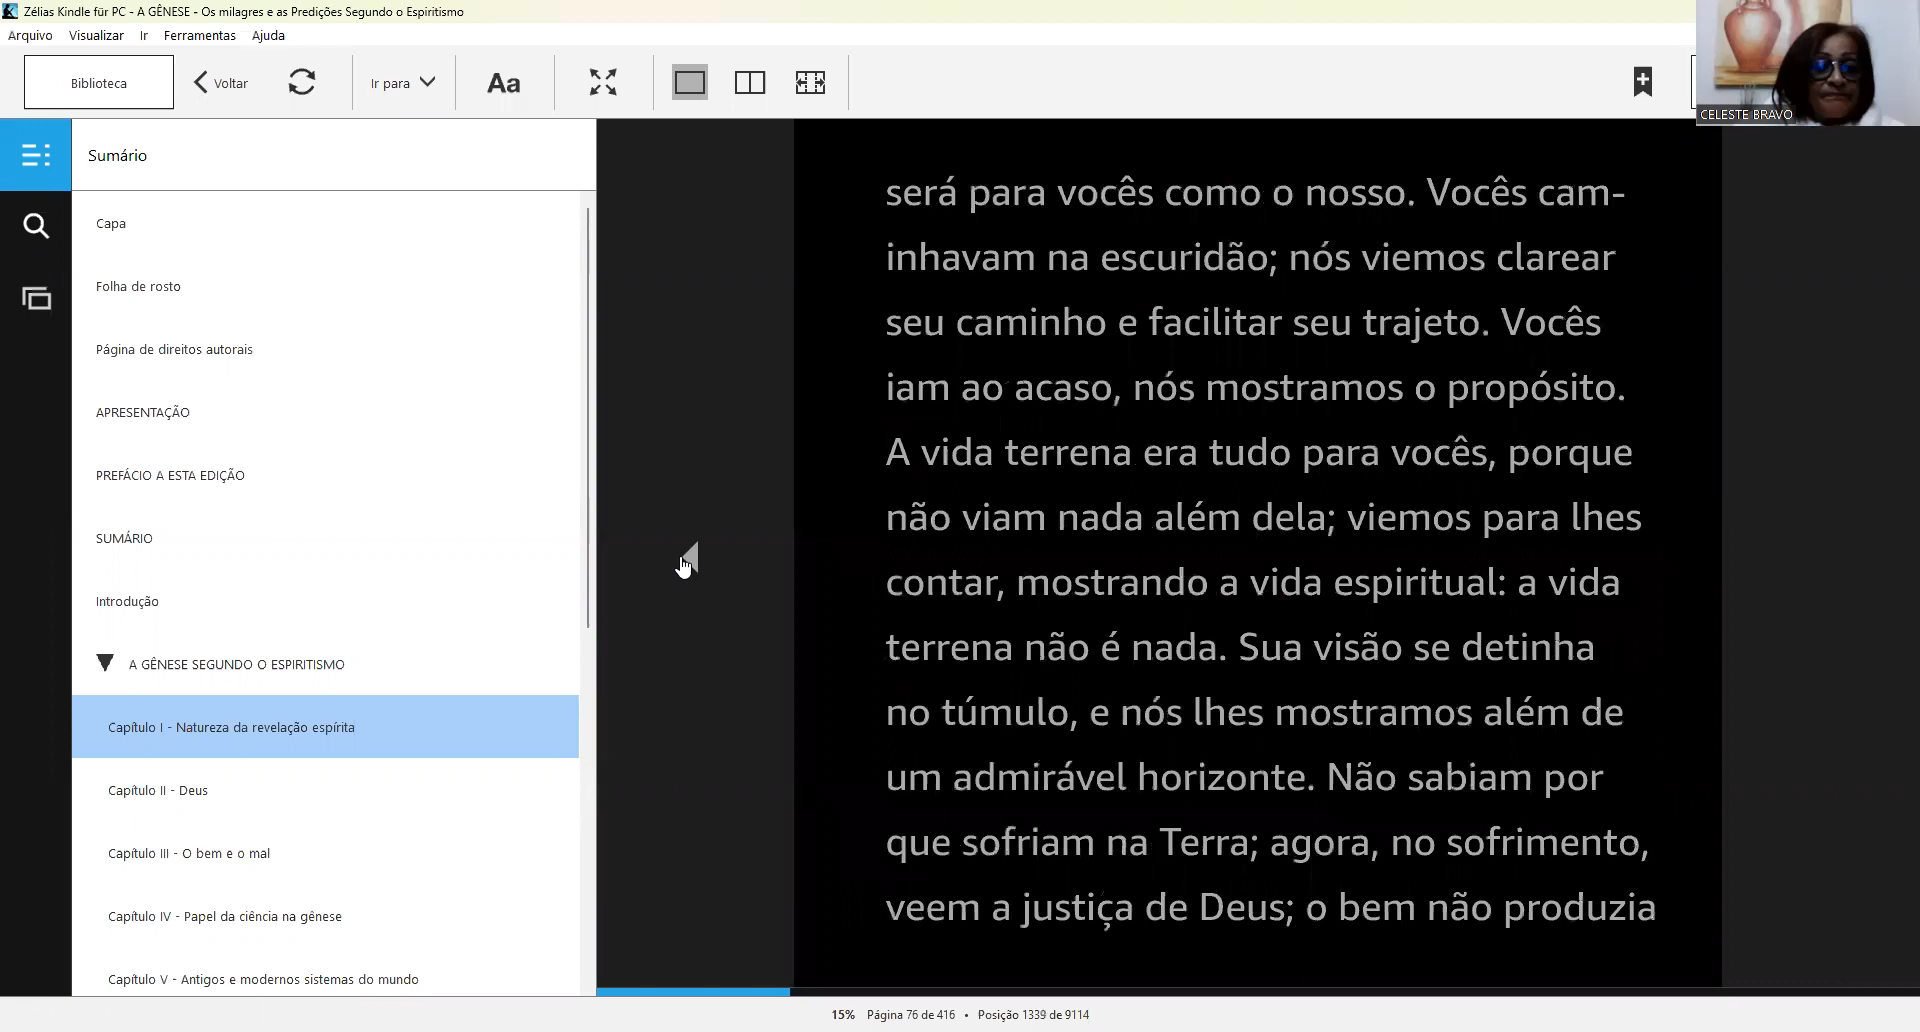 Zélias Kindle für PC - A GÊNESE - Os milagres e as Predições Segundo o Espiritismo
Arquivo Visualizar Ir Ferramentas Ajuda
Biblioteca Voltar Ir para Aa
CELESTE BRAVO
Sumário
Capa
Folha de rosto
Página de direitos autorais
APRESENTAÇÃO
PREFÁCIO A ESTA EDIÇÃO
SUMÁRIO
Introdução
A GÊNESE SEGUNDO O ESPIRITISMO
Capítulo I - Natureza da revelação espírita
Capítulo II - Deus
Capítulo III - O bem e o mal
Capítulo IV - Papel da ciência na gênese
Capítulo V - Antigos e modernos sistemas do mundo
será para vocês como o nosso. Vocês cam-
inhavam na escuridão; nós viemos clarear
seu caminho e facilitar seu trajeto. Vocês
iam ao acaso, nós mostramos o propósito.
A vida terrena era tudo para vocês, porque
não viam nada além dela; viemos para lhes
contar, mostrando a vida espiritual: a vida
terrena não é nada. Sua visão se detinha
no túmulo, e nós lhes mostramos além de
um admirável horizonte. Não sabiam por
que sofriam na Terra; agora, no sofrimento,
veem a justiça de Deus; o bem não produzia
15% Página 76 de 416 • Posição 1339 de 9114